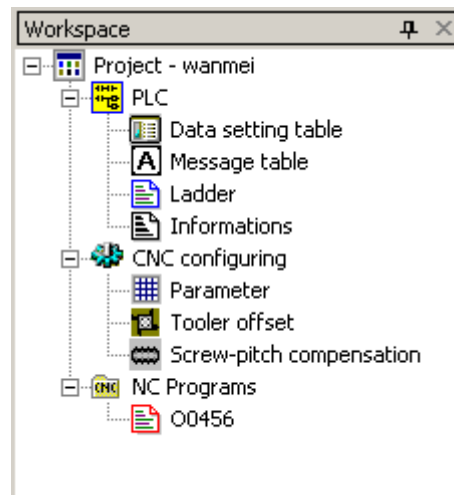 Workspace
Project - wanmei
PLC
Data setting table
A Message table
Ladder
Informations
CNC configuring
Parameter
Tooler offset
Screw-pitch compensation
CNC NC Programs
O0456